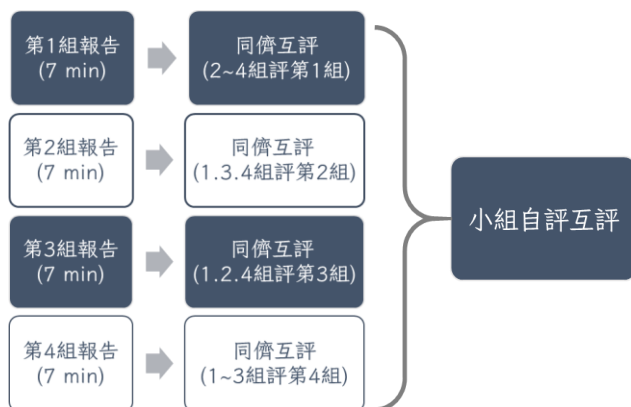 第1組報告
(7 min)
同儕互評
(2~4組評第1組)
第2組報告
(7 min)
同儕互評
(1.3.4組評第2組)
第3組報告
(7 min)
同儕互評
(1.2.4組評第3組)
第4組報告
(7 min)
同儕互評
(1~3組評第4組)
小組自評互評